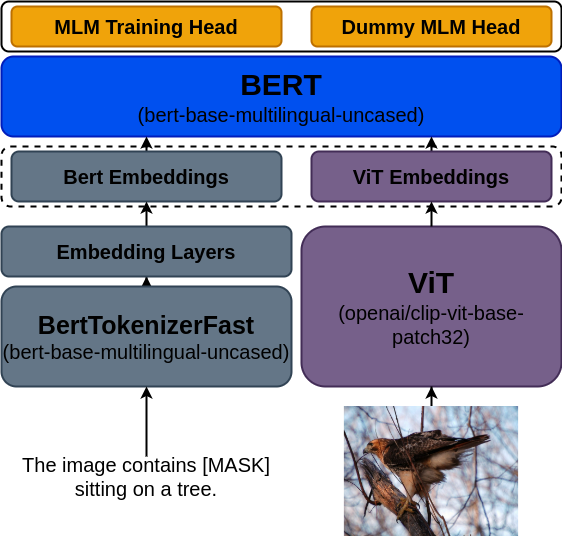 MLM Training Head
Dummy MLM Head
BERT
(bert-base-multilingual-uncased)
Bert Embeddings
ViT Embeddings
Embedding Layers
BertTokenizerFast
(bert-base-multilingual-uncased)
ViT
(openai/clip-vit-base-
patch32)
The image contains [MASK]
sitting on a tree.